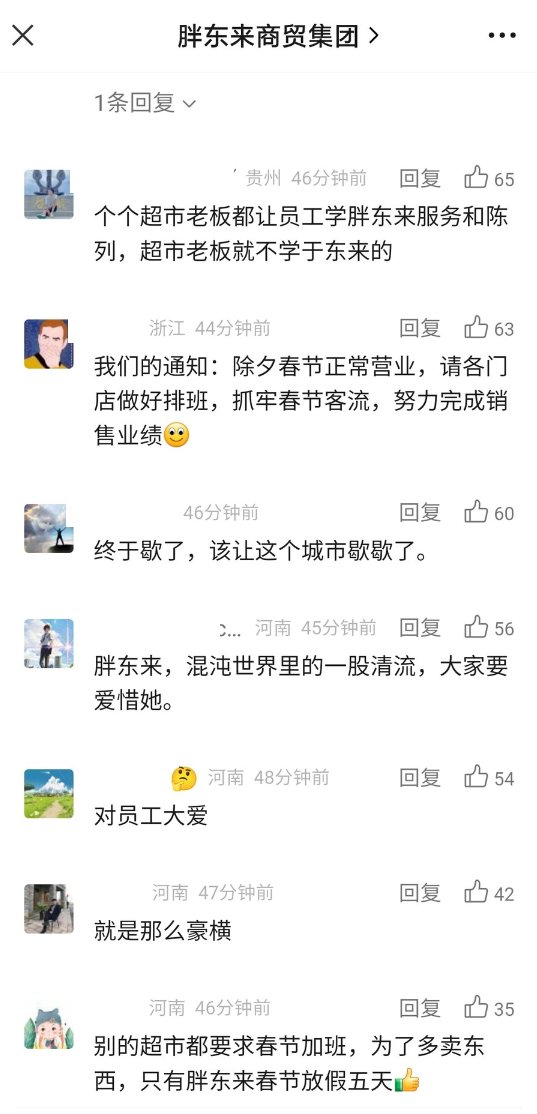 胖东来商贸集团
1条回复
贵州 46分钟前 回复 65
个个超市老板都让员工学胖东来服务和陈
列，超市老板就不学于东来的
浙江 44分钟前 回复 63
我们的通知：除夕春节正常营业，请各门
店做好排班，抓牢春节客流，努力完成销
售业绩
46分钟前 回复 60
终于歇了，该让这个城市歇歇了。
c... 河南 45分钟前 回复 56
胖东来，混沌世界里的一股清流，大家要
爱惜她。
河南 48分钟前 回复 54
对员工大爱
河南 47分钟前 回复 42
就是那么豪横
河南 46分钟前 回复 35
别的超市都要求春节加班，为了多卖东
西，只有胖东来春节放假五天